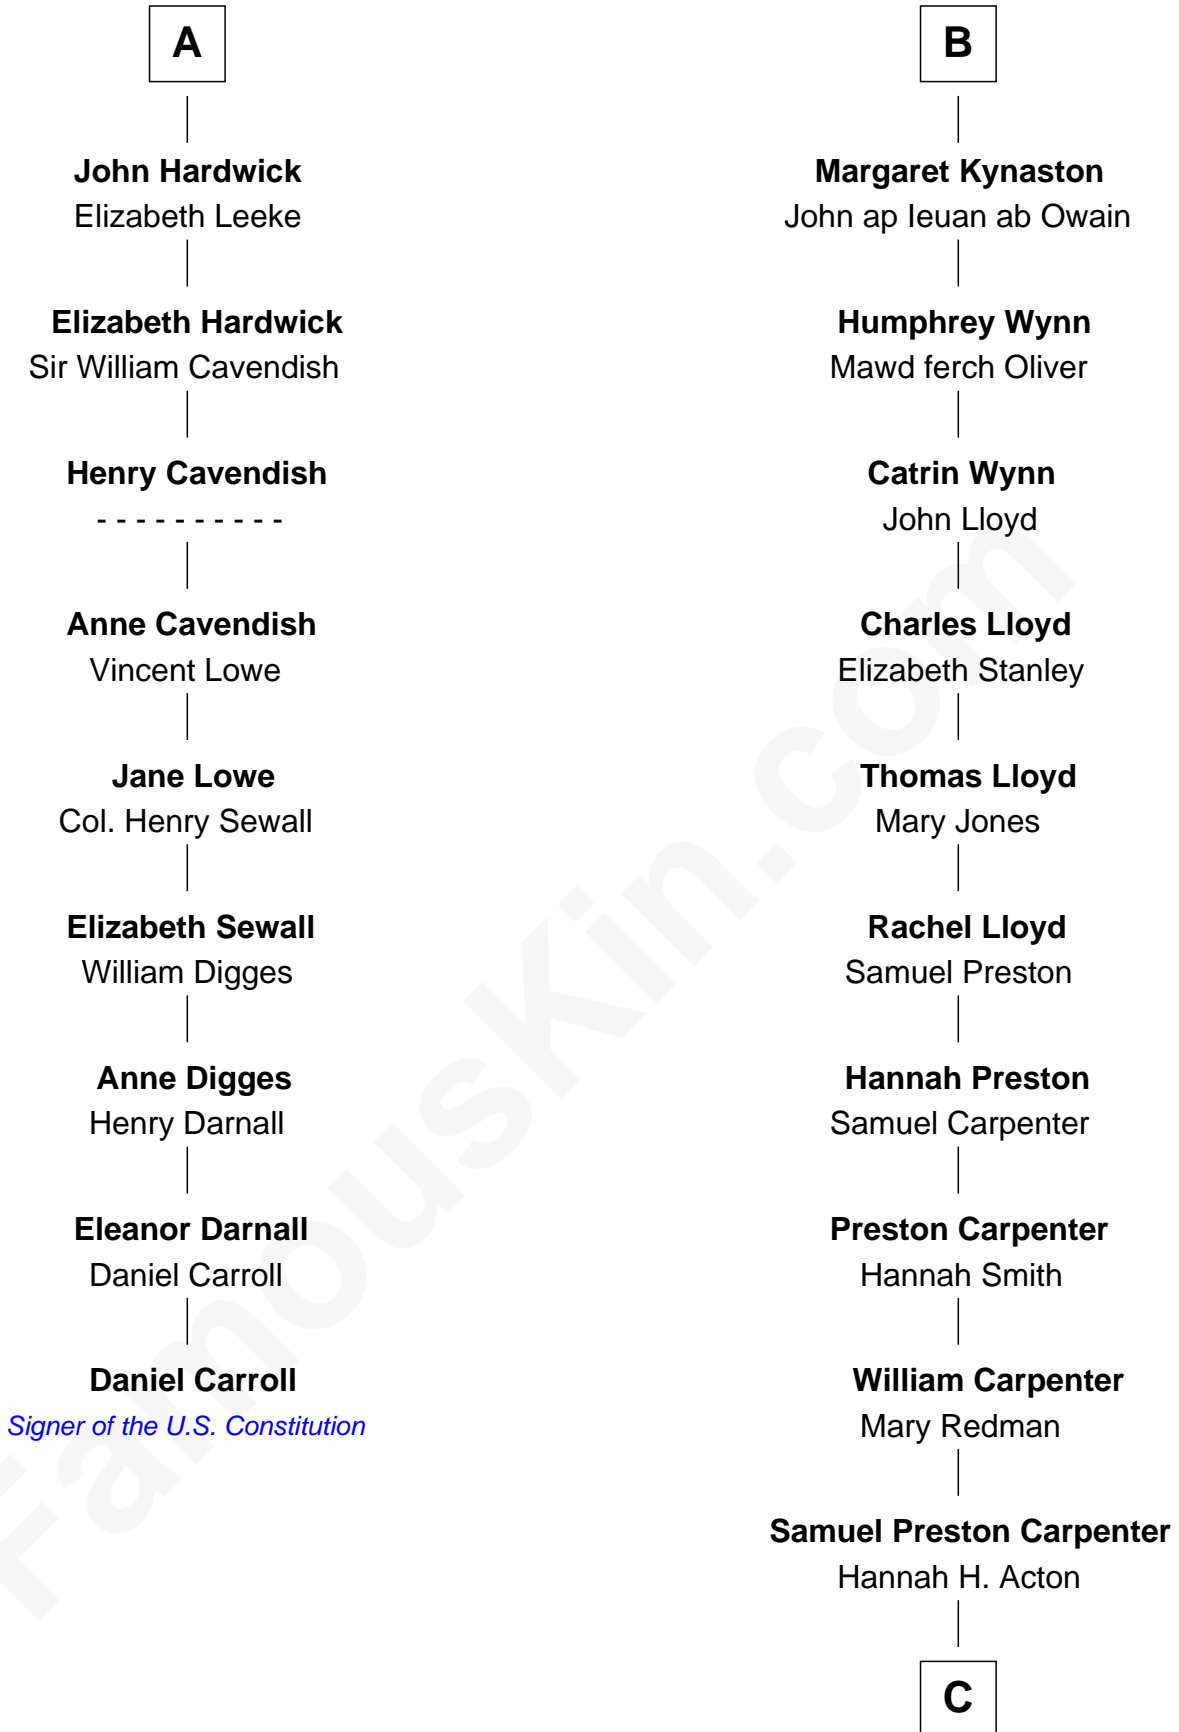 A
John Hardwick
Elizabeth Leeke
Elizabeth Hardwick
Sir William Cavendish
Henry Cavendish
- - - - - - - - - -
Anne Cavendish
Vincent Lowe
Jane Lowe
Col. Henry Sewall
Elizabeth Sewall
William Digges
Anne Digges
Henry Darnall
Eleanor Darnall
Daniel Carroll
Daniel Carroll
Signer of the U.S. Constitution
B
Margaret Kynaston
John ap Ieuan ab Owain
Humphrey Wynn
Mawd ferch Oliver
Catrin Wynn
John Lloyd
Charles Lloyd
Elizabeth Stanley
Thomas Lloyd
Mary Jones
Rachel Lloyd
Samuel Preston
Hannah Preston
Samuel Carpenter
Preston Carpenter
Hannah Smith
William Carpenter
Mary Redman
Samuel Preston Carpenter
Hannah H. Acton
C
FamousKin.com